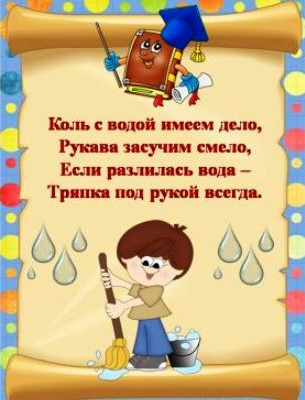 Коль с водой имеем дело,
Рукава засучим смело,
Если разлилась вода –
Тряпка под рукой всегда.